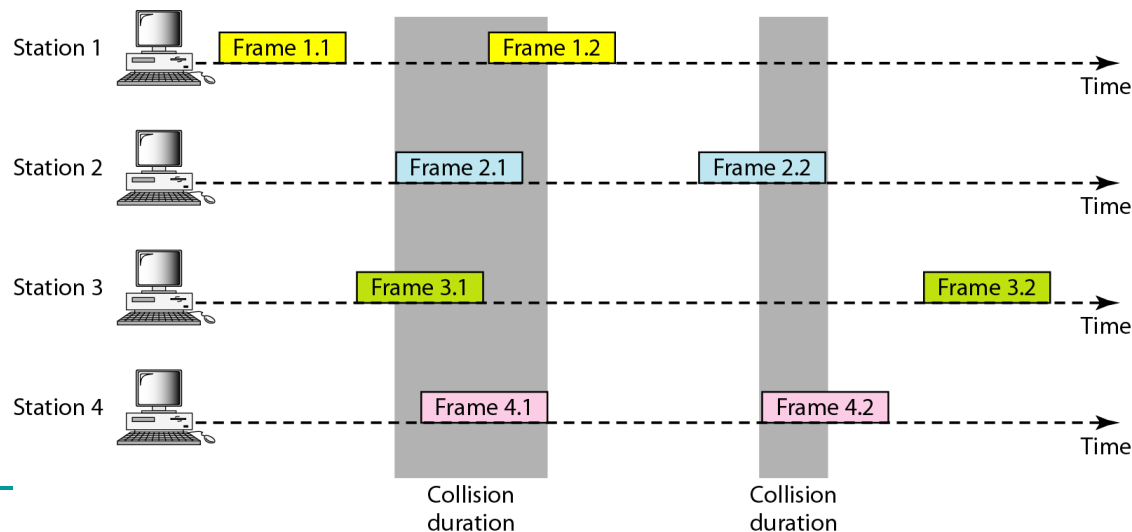 Station 1
Frame 1.1
Frame 1.2
Time
Station 2
Frame 2.1
Frame 2.2
Time
Station 3
Frame 3.1
Frame 3.2
Time
Station 4
Frame 4.1
Frame 4.2
Time
Collision
duration
Collision
duration